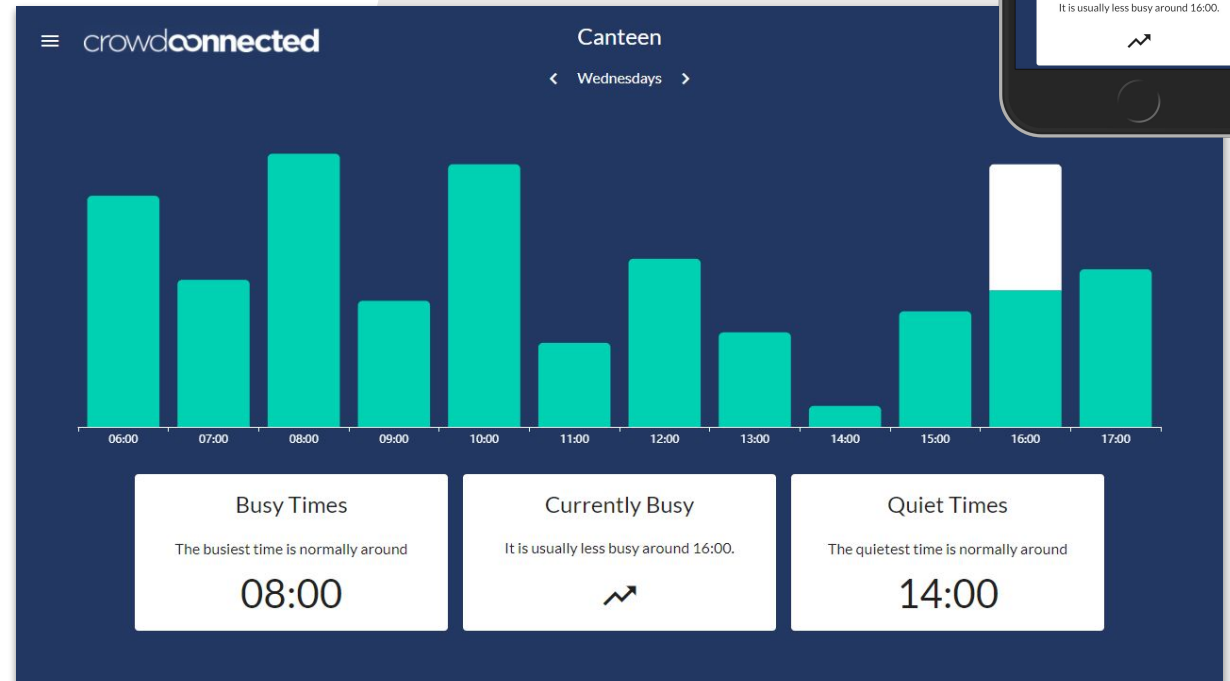 It is usually less busy around 16:00.
crowdconnected
Canteen
Wednesdays
06:00 07:00 08:00 09:00 10:00 11:00 12:00 13:00 14:00 15:00 16:00 17:00
Busy Times
The busiest time is normally around
08:00
Currently Busy
It is usually less busy around 16:00.
Quiet Times
The quietest time is normally around
14:00